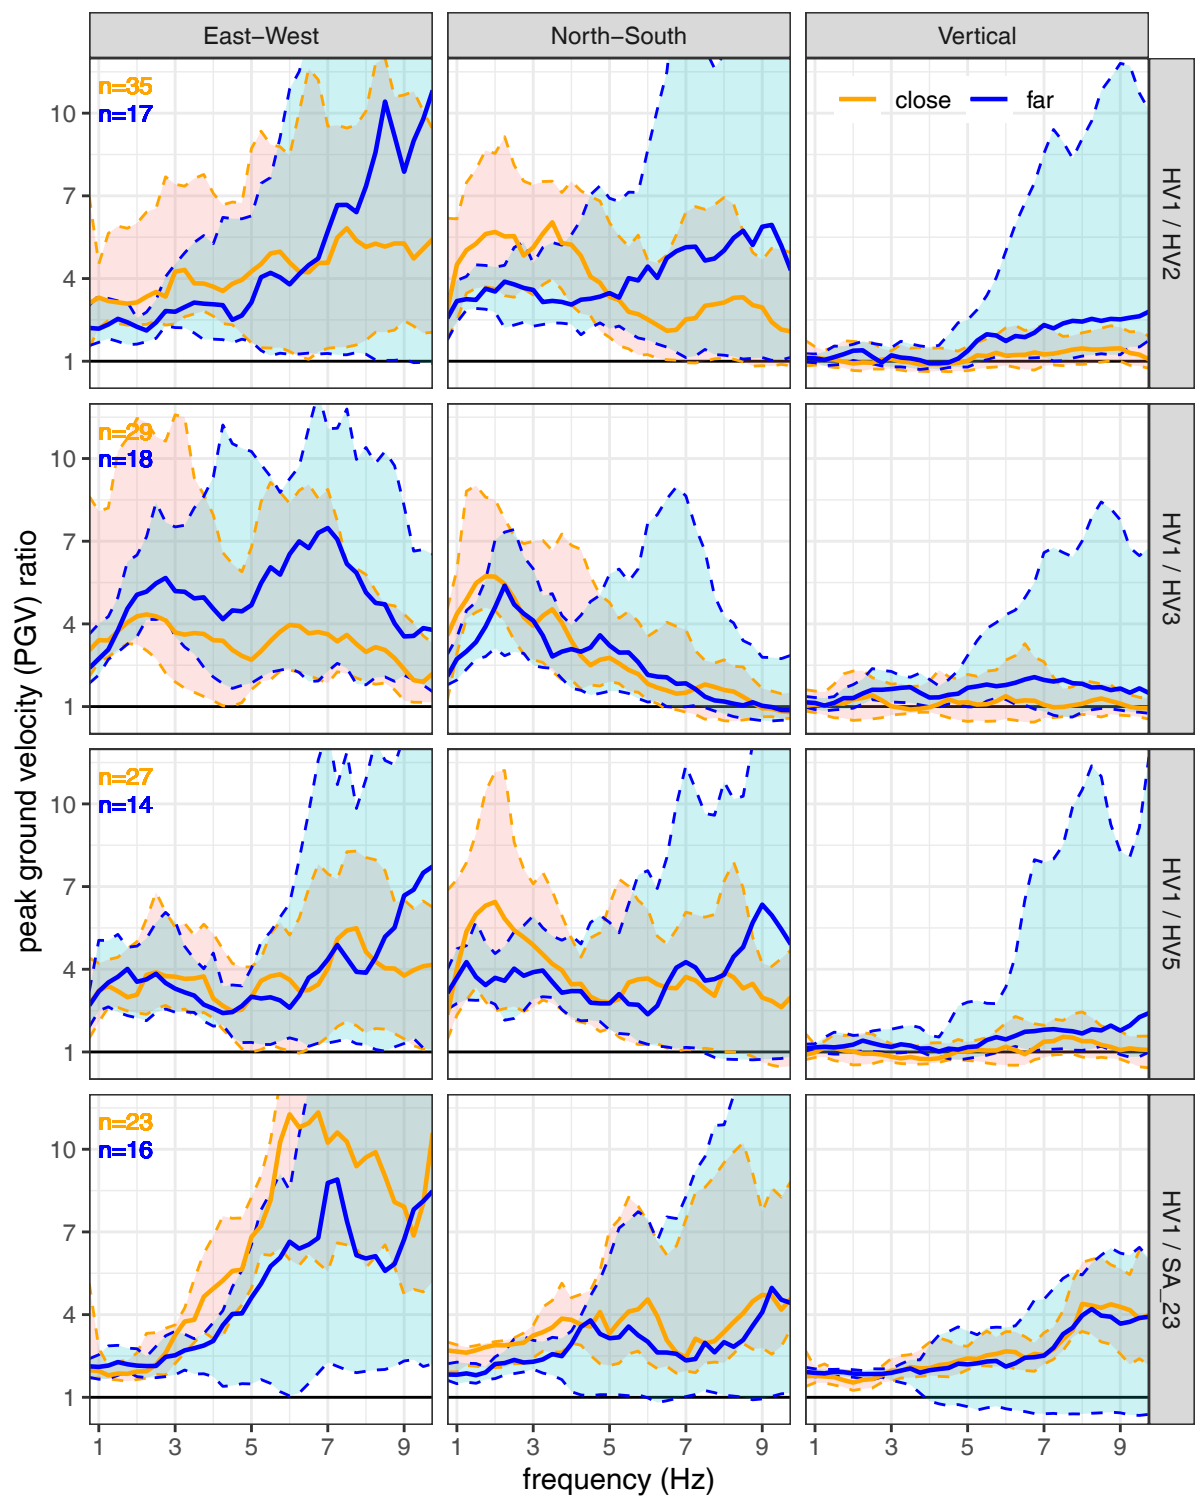 East−West North−South Vertical
n=35
n=17
close far
10
7
4
1
HV1 / HV2
n=29
n=18
10
7
4
1
HV1 / HV3
n=27
n=14
10
7
4
1
HV1 / HV5
n=23
n=16
10
7
4
1
HV1 / SA_23
peak ground velocity (PGV) ratio
1 3 5 7 9 1 3 5 7 9 1 3 5 7 9
frequency (Hz)